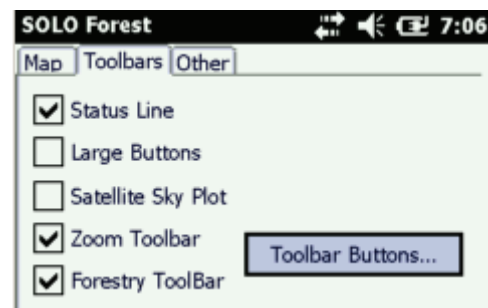 SOLO Forest 7:06
Map Toolbars Other
Status Line
Large Buttons
Satellite Sky Plot
Zoom Toolbar
Toolbar Buttons...
Forestry ToolBar